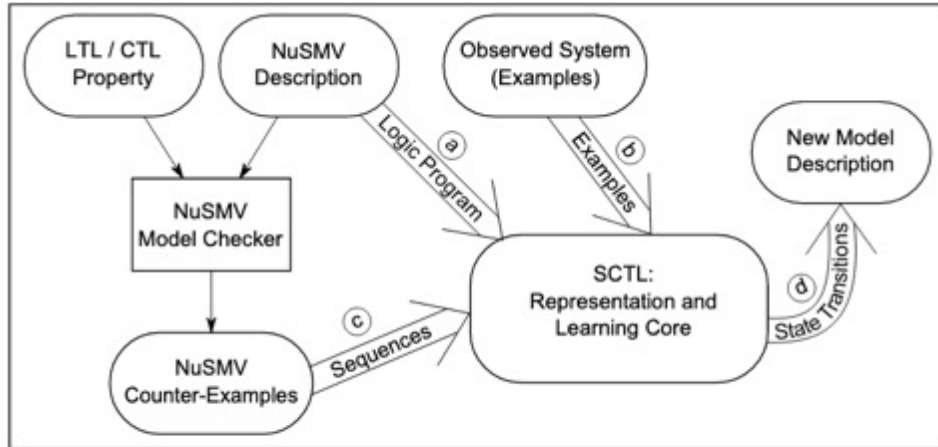 LTL / CTL
Property
NuSMV
Description
Observed System
(Examples)
a
Logic Program
b
Examples
New Model
Description
NuSMV
Model Checker
SCTL:
Representation and
Learning Core
c
Sequences
d
State Transitions
NuSMV
Counter-Examples